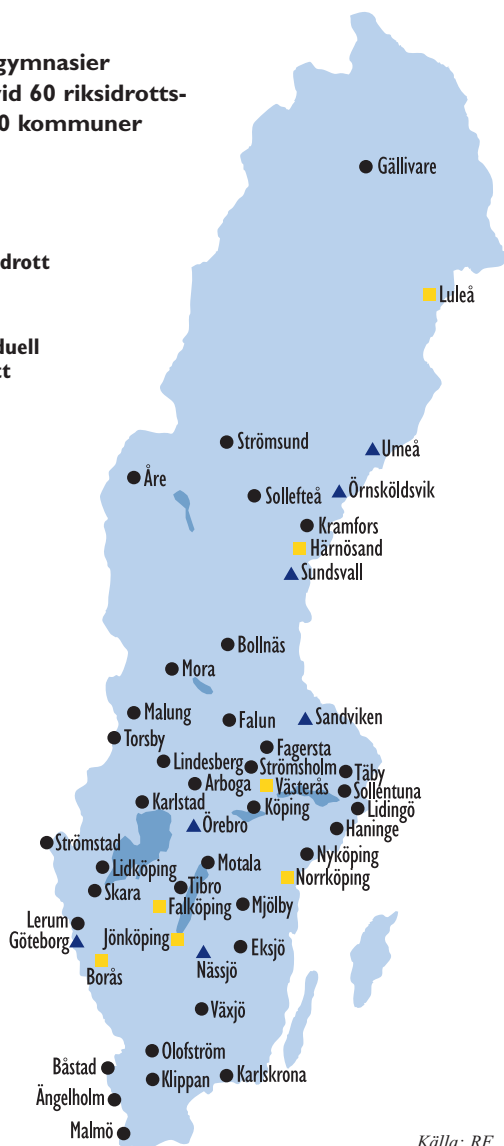 gymnasier
id 60 riksidrotts-
0 kommuner
drott
duell
tt
Gällivare
Luleå
Strömsund
Umeå
Åre
Sollefteå
Örnsköldsvik
Kramfors
Härnösand
Sundsvall
Bollnäs
Mora
Malung
Falun
Sandviken
Torsby
Fagersta
Lindesberg
Strömsholm
Täby
Arboga
Västerås
Sollentuna
Karlstad
Köping
Lidingö
Örebro
Haninge
Strömstad
Motala
Nyköping
Lidköping
Tibro
Norrköping
Skara
Falköping
Mjölby
Lerum
Göteborg
Jönköping
Eksjö
Borås
Nässjö
Växjö
Olofström
Båstad
Klippan
Karlskrona
Ängelholm
Malmö
Källa: RF